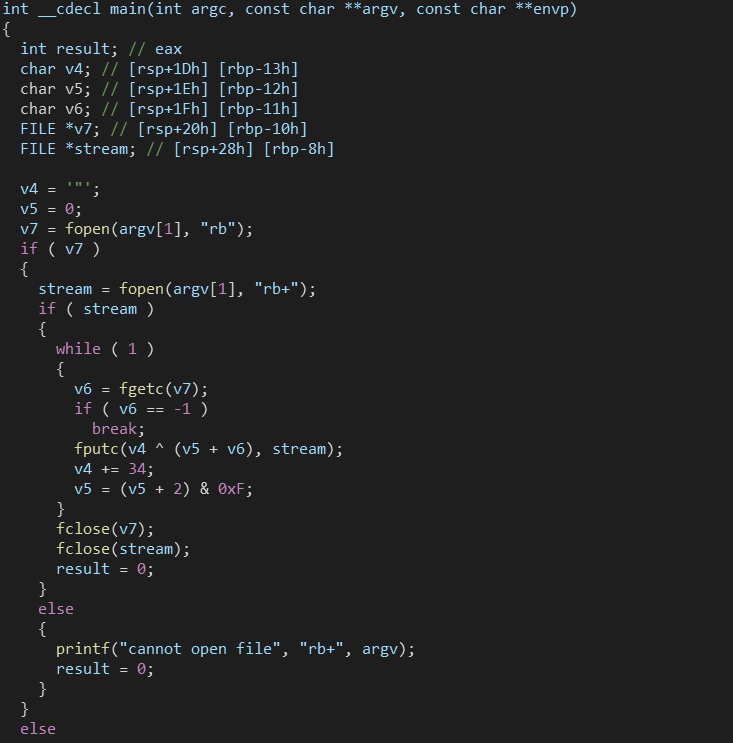 int __cdecl main(int argc, const char **argv, const char **envp)
{
  int result; // eax
  char v4; // [rsp+1Dh] [rbp-13h]
  char v5; // [rsp+1Eh] [rbp-12h]
  char v6; // [rsp+1Fh] [rbp-11h]
  FILE *v7; // [rsp+20h] [rbp-10h]
  FILE *stream; // [rsp+28h] [rbp-8h]

  v4 = '"';
  v5 = 0;
  v7 = fopen(argv[1], "rb");
  if ( v7 )
  {
    stream = fopen(argv[1], "rb+");
    if ( stream )
    {
      while ( 1 )
      {
        v6 = fgetc(v7);
        if ( v6 == -1 )
          break;
        fputc(v4 ^ (v5 + v6), stream);
        v4 += 34;
        v5 = (v5 + 2) & 0xF;
      }
      fclose(v7);
      fclose(stream);
      result = 0;
    }
    else
    {
      printf("cannot open file", "rb+", argv);
      result = 0;
    }
  }
  else